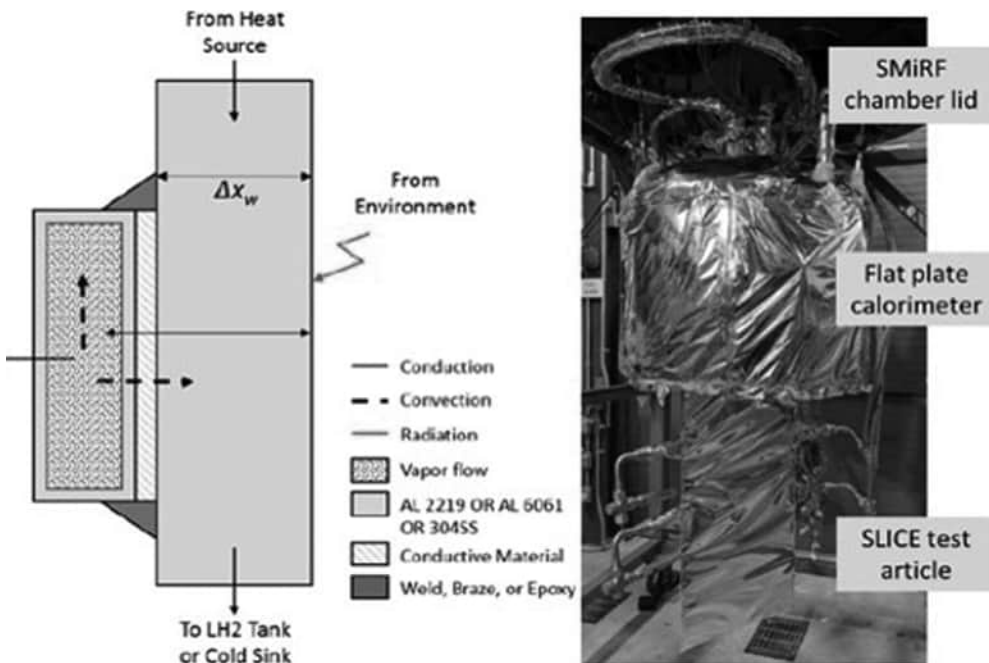 From Heat
Source
Δx_w
From
Environment
Conduction
Convection
Radiation
Vapor flow
AL 2219 OR AL 6061
OR 304SS
Conductive Material
Weld, Braze, or Epoxy
To LH2 Tank
or Cold Sink
SMiRF
chamber lid
Flat plate
calorimeter
SLICE test
article